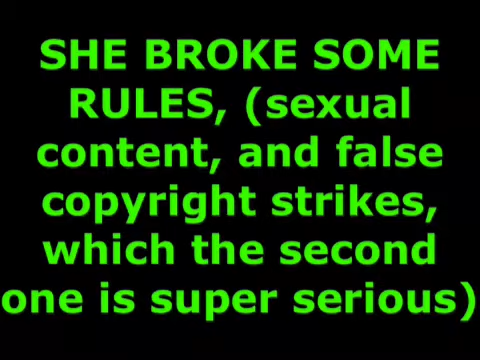 SHE BROKE SOME
RULES, (sexual
content, and false
copyright strikes,
which the second
one is super serious)